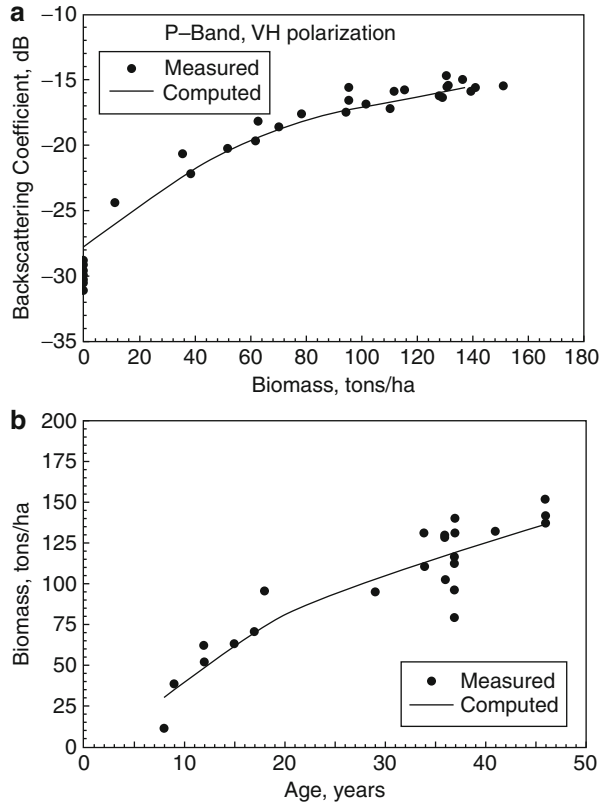 a
P–Band, VH polarization
Measured
Computed
Backscattering Coefficient, dB
−10
−15
−20
−25
−30
−35
0 20 40 60 80 100 120 140 160 180
Biomass, tons/ha
b
Biomass, tons/ha
200
175
150
125
100
75
50
25
0
Measured
Computed
0 10 20 30 40 50
Age, years